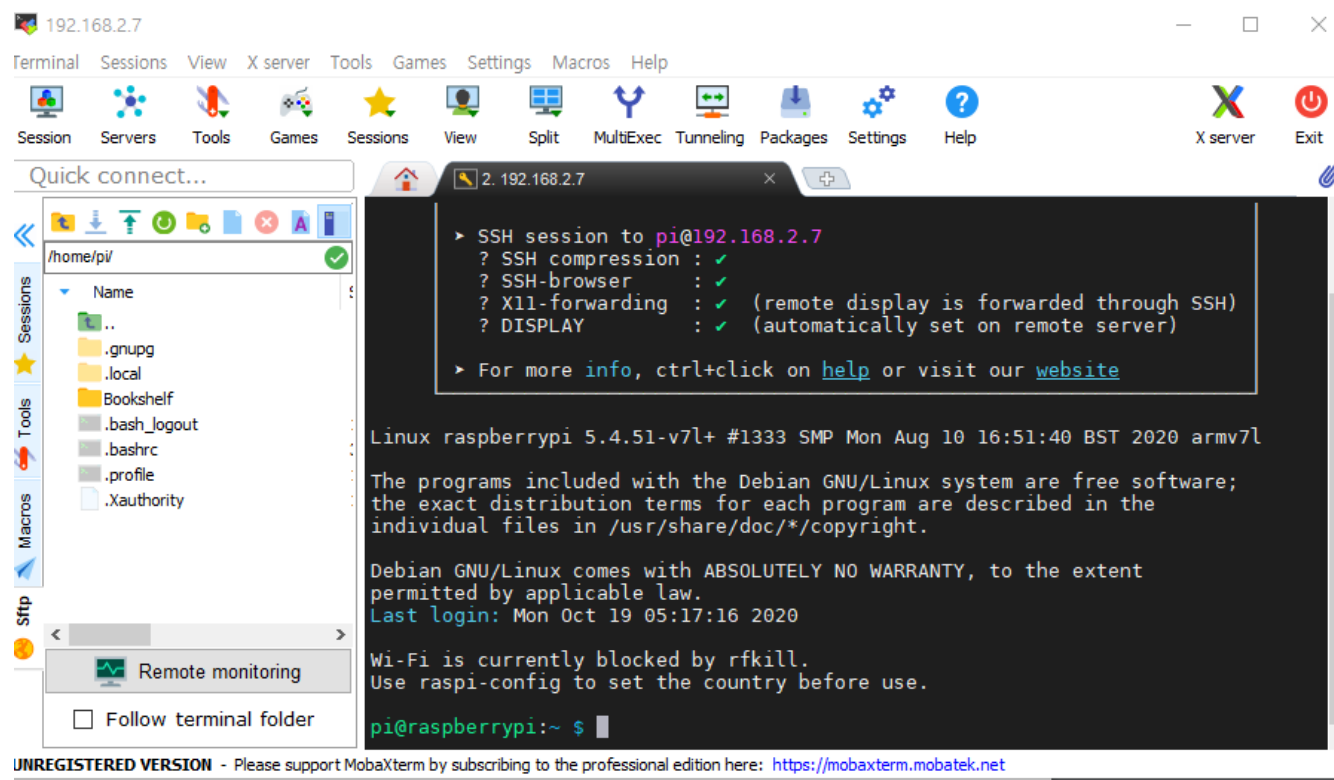 192.168.2.7
Terminal Sessions View X server Tools Games Settings Macros Help
Session Servers Tools Games Sessions View Split MultiExec Tunneling Packages Settings Help X server Exit
Quick connect...
2. 192.168.2.7
/home/pi/
Name
..
.gnupg
.local
Bookshelf
.bash_logout
.bashrc
.profile
.Xauthority
Sessions
Tools
Macros
Sftp
Remote monitoring
Follow terminal folder
➤ SSH session to pi@192.168.2.7
? SSH compression : ✔
? SSH-browser : ✔
? X11-forwarding : ✔ (remote display is forwarded through SSH)
? DISPLAY : ✔ (automatically set on remote server)
➤ For more info, ctrl+click on help or visit our website
Linux raspberrypi 5.4.51-v7l+ #1333 SMP Mon Aug 10 16:51:40 BST 2020 armv7l
The programs included with the Debian GNU/Linux system are free software;
the exact distribution terms for each program are described in the
individual files in /usr/share/doc/*/copyright.
Debian GNU/Linux comes with ABSOLUTELY NO WARRANTY, to the extent
permitted by applicable law.
Last login: Mon Oct 19 05:17:16 2020
Wi-Fi is currently blocked by rfkill.
Use raspi-config to set the country before use.
pi@raspberrypi:~ $
UNREGISTERED VERSION - Please support MobaXterm by subscribing to the professional edition here: https://mobaxterm.mobatek.net